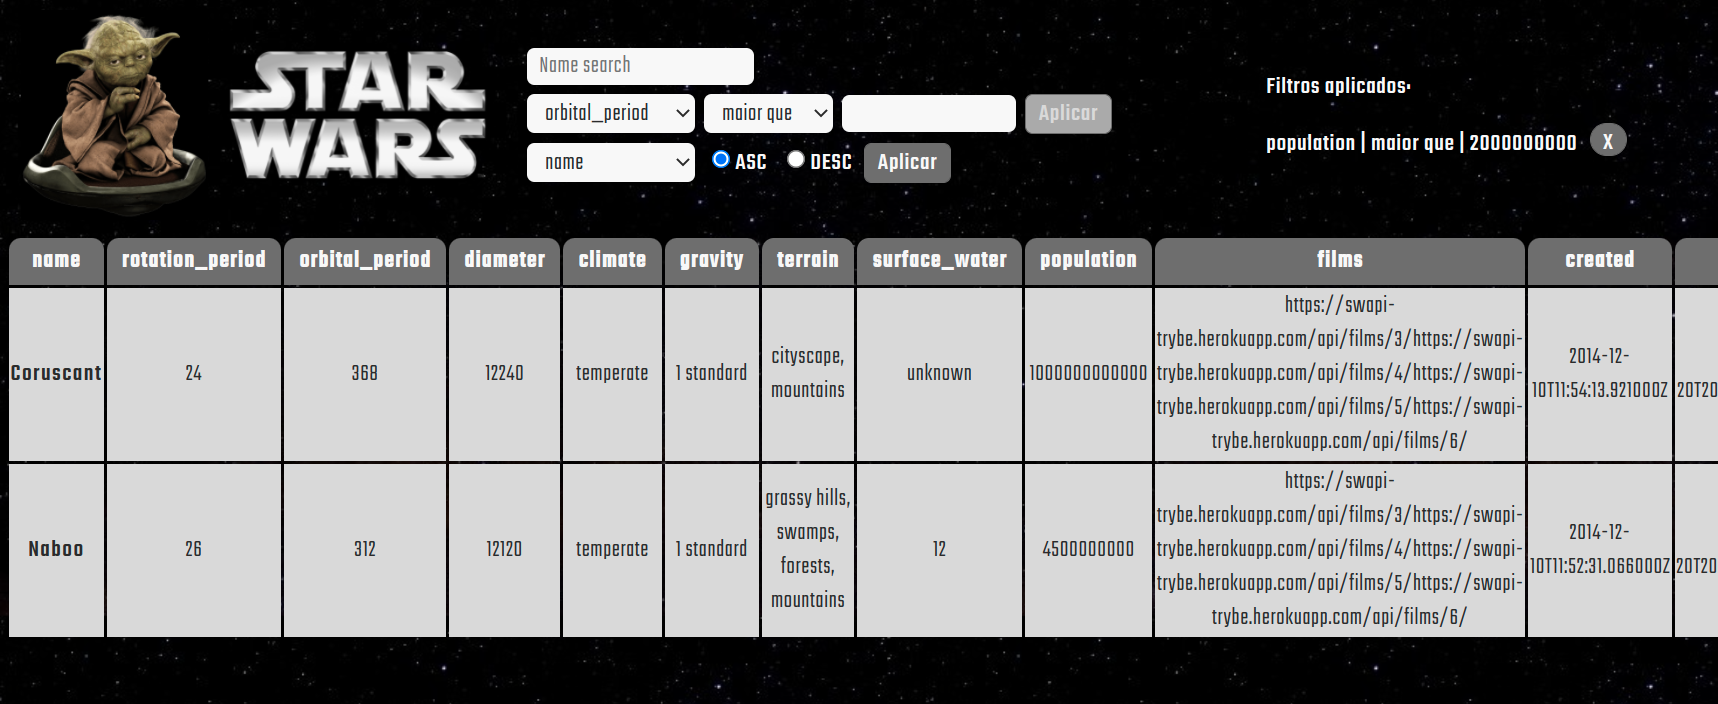 STAR
WARS
Name search
orbital_period maior que Aplicar
name ASC DESC Aplicar
Filtros aplicados:
population | maior que | 2000000000 X
name rotation_period orbital_period diameter climate gravity terrain surface_water population films created
Coruscant 24 368 12240 temperate 1 standard cityscape, mountains unknown 1000000000000 https://swapi-
trybe.herokuapp.com/api/films/3/https://swapi-
trybe.herokuapp.com/api/films/4/https://swapi-
trybe.herokuapp.com/api/films/5/https://swapi-
trybe.herokuapp.com/api/films/6/
2014-12-
10T11:54:13.921000Z 20T20
Naboo 26 312 12120 temperate 1 standard grassy hills, swamps, forests, mountains 12 4500000000 https://swapi-
trybe.herokuapp.com/api/films/3/https://swapi-
trybe.herokuapp.com/api/films/4/https://swapi-
trybe.herokuapp.com/api/films/5/https://swapi-
trybe.herokuapp.com/api/films/6/
2014-12-
10T11:52:31.066000Z 20T20